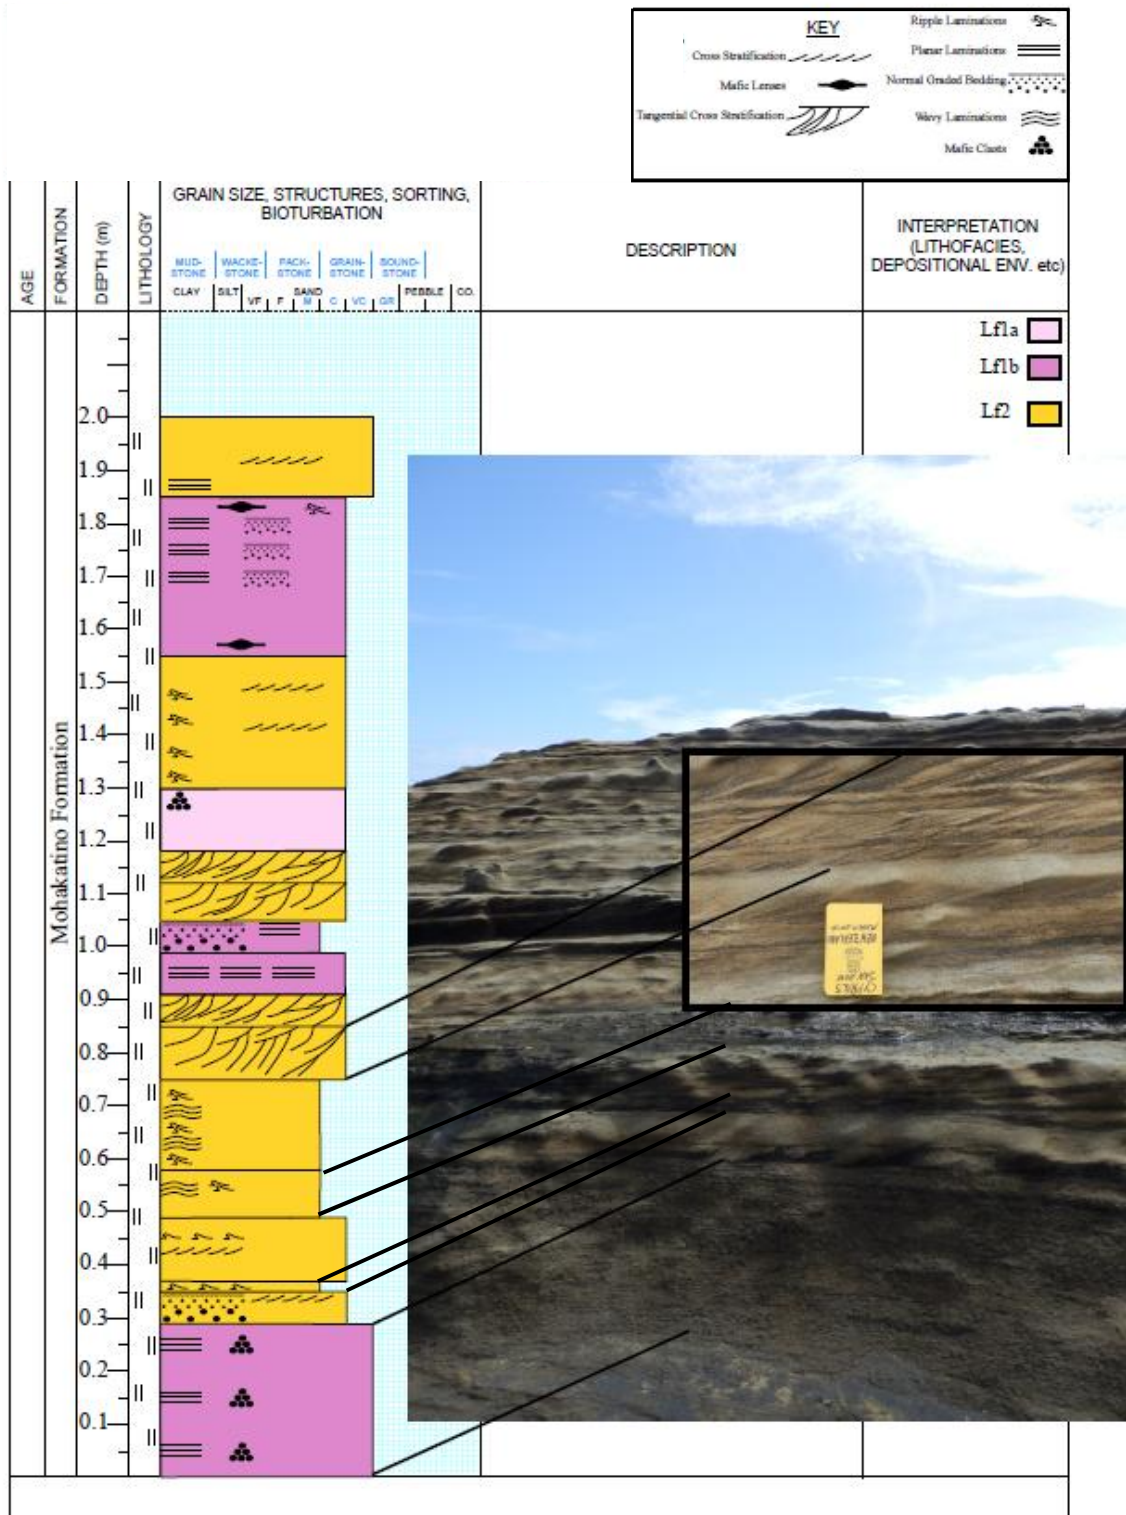 KEY
Cross Stratification
Mafic Lenses
Tangential Cross Stratification
Ripple Laminations
Planar Laminations
Normal Graded Bedding
Wavy Laminations
Mafic Clasts
AGE
FORMATION
DEPTH (m)
LITHOLOGY
GRAIN SIZE, STRUCTURES, SORTING,
BIOTURBATION
MUD-
STONE
WACKE-
STONE
PACK-
STONE
GRAIN-
STONE
BOUND-
STONE
CLAY
SILT
SAND
PEBBLE
CO.
VF
F
M
C
VC
GR
DESCRIPTION
INTERPRETATION
(LITHOFACIES,
DEPOSITIONAL ENV. etc)
Lf1a
Lf1b
Lf2
Mohakatino Formation
2.0
1.9
1.8
1.7
1.6
1.5
1.4
1.3
1.2
1.1
1.0
0.9
0.8
0.7
0.6
0.5
0.4
0.3
0.2
0.1